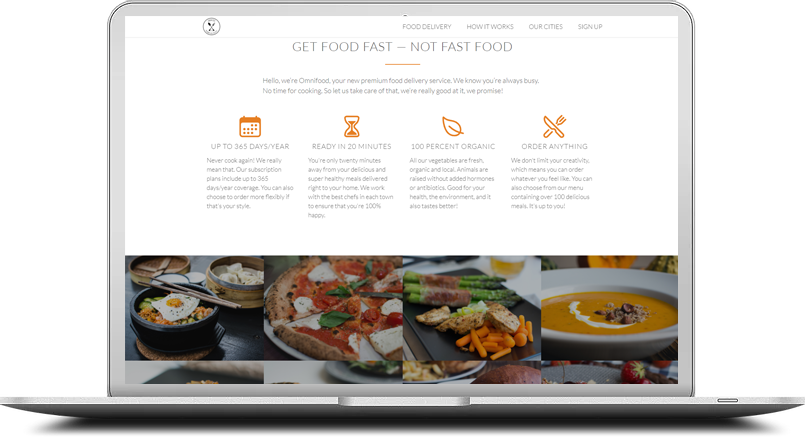 FOOD DELIVERY HOW IT WORKS OUR CITIES SIGN UP
GET FOOD FAST — NOT FAST FOOD
Hello, we're Omnifood, your new premium food delivery service. We know you're always busy.
No time for cooking. So let us take care of that, we're really good at it, we promise!
UP TO 365 DAYS/YEAR
Never cook again! We really
mean that. Our subscription
plans include up to 365
days/year coverage. You can also
choose to order more flexibly if
that's your style.
READY IN 20 MINUTES
You're only twenty minutes
away from your delicious and
super healthy meals delivered
right to your home. We work
with the best chefs in each town
to ensure that you're 100%
happy.
100 PERCENT ORGANIC
All our vegetables are fresh,
organic and local. Animals are
raised without added hormones
or antibiotics. Good for your
health, the environment, and it
also tastes better!
ORDER ANYTHING
We don't limit your creativity,
which means you can order
whatever you feel like. You can
also choose from our menu
containing over 100 delicious
meals. It's up to you!